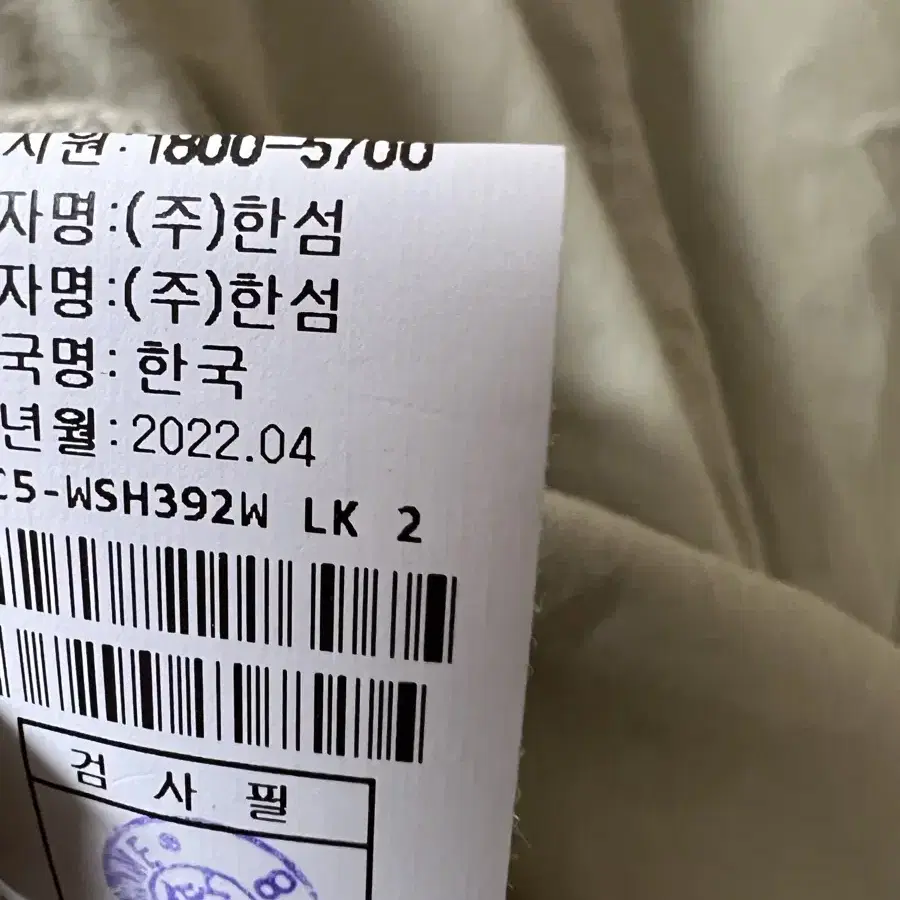 지원:1800-5700
자명:(주)한섬
자명:(주)한섬
국명: 한국
년월:2022.04
C5-WSH392W LK 2
검 사 필